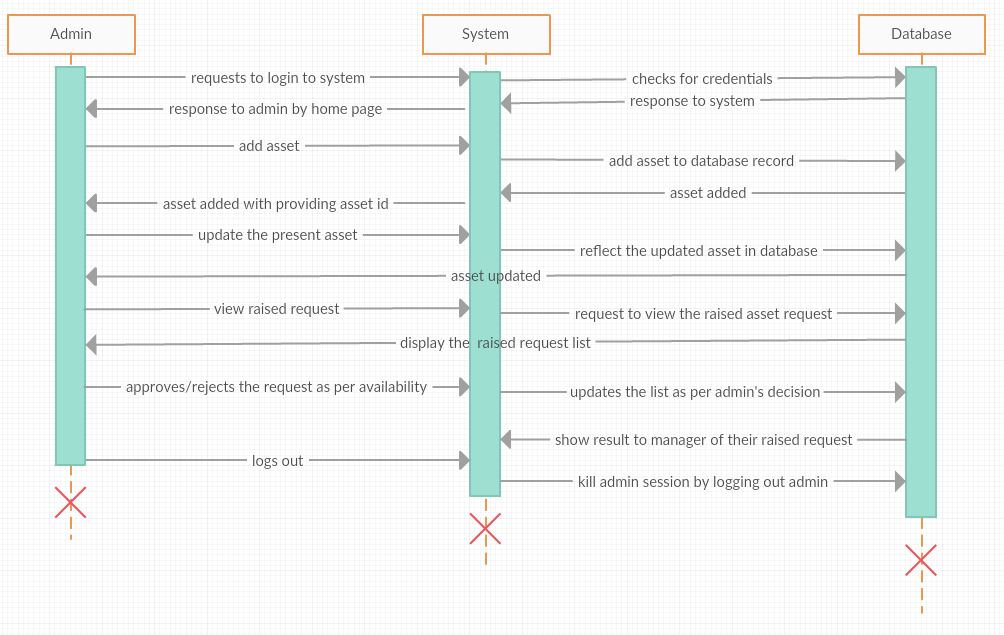 Admin
System
Database
requests to login to system
checks for credentials
response to system
response to admin by home page
add asset
add asset to database record
asset added
asset added with providing asset id
update the present asset
reflect the updated asset in database
asset updated
view raised request
request to view the raised asset request
display the raised request list
approves/rejects the request as per availability
updates the list as per admin's decision
show result to manager of their raised request
logs out
kill admin session by logging out admin